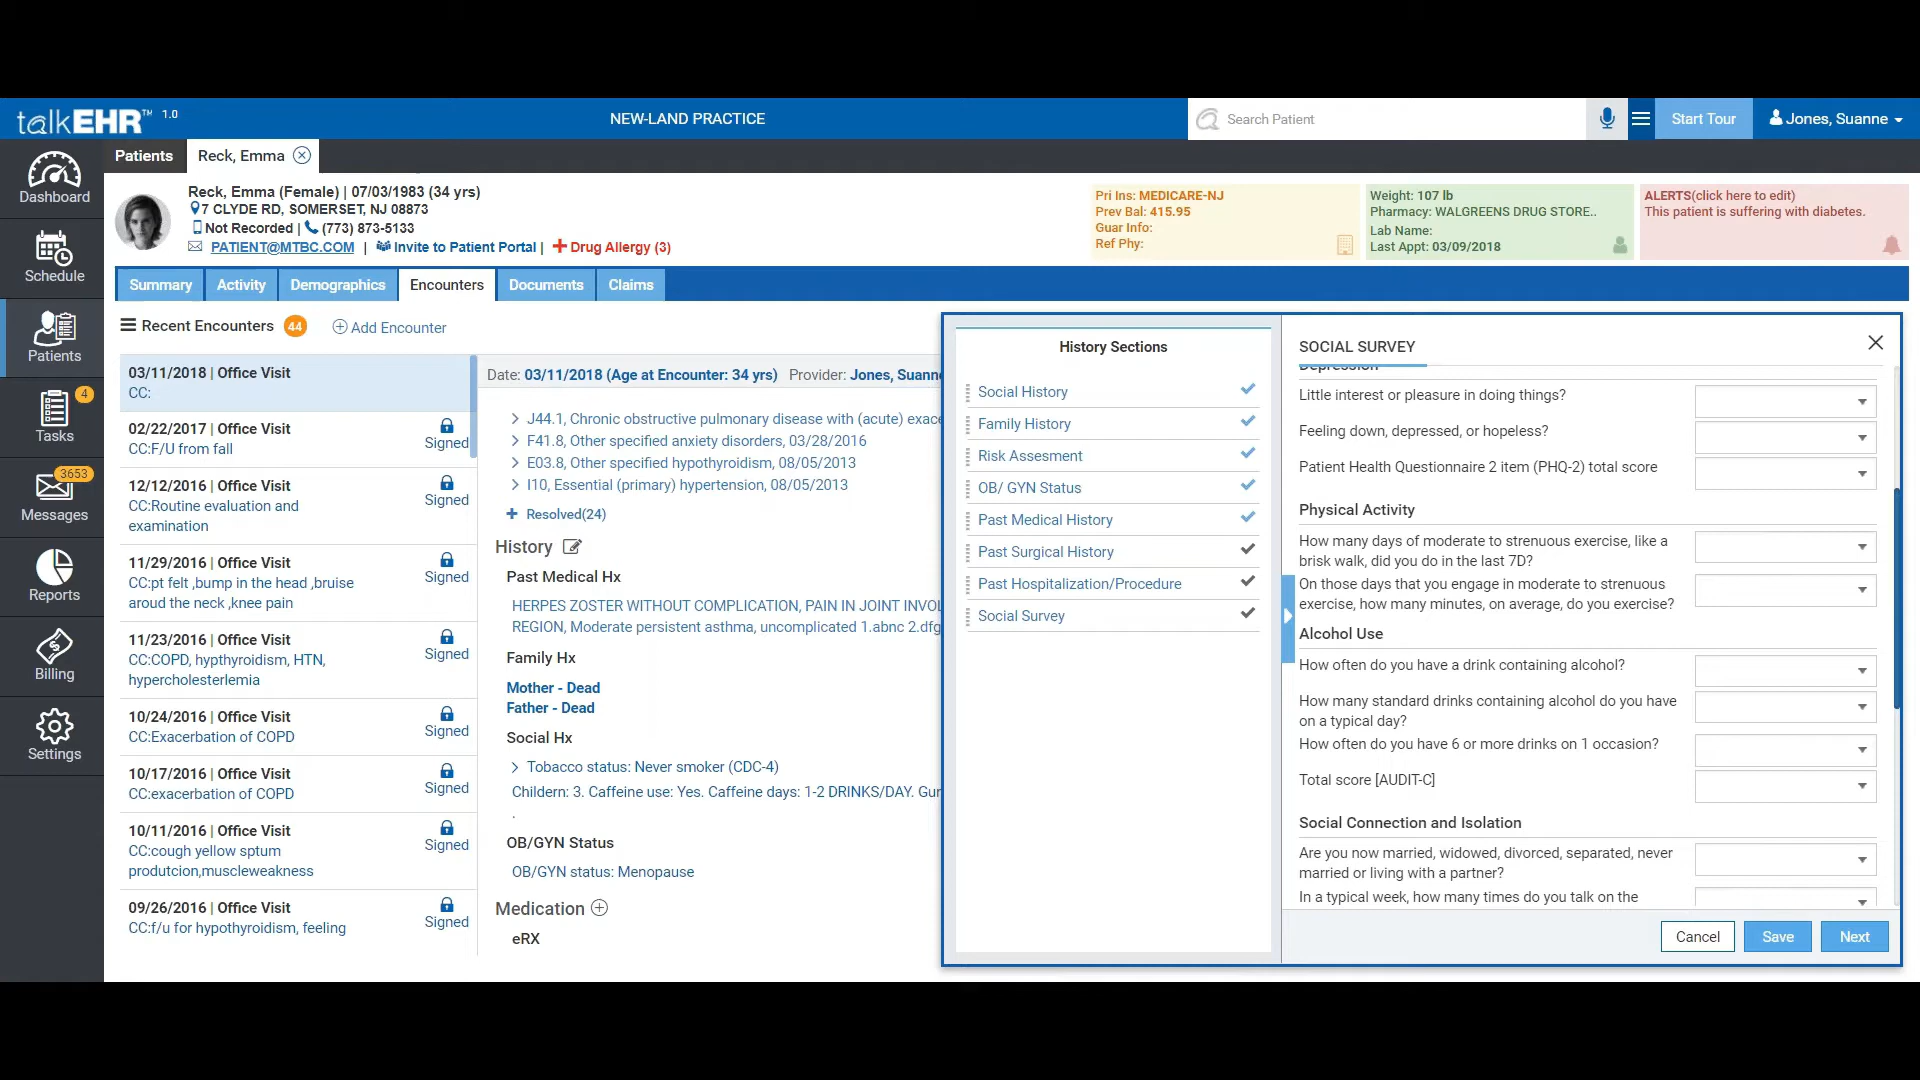 talkEHR™ 1.0
NEW-LAND PRACTICE
Search Patient
Start Tour
Jones, Suanne
Dashboard
Schedule
Patients
Tasks
4
Messages
3653
Reports
Billing
Settings
Patients
Reck, Emma
Reck, Emma (Female) | 07/03/1983 (34 yrs)
7 CLYDE RD, SOMERSET, NJ 08873
Not Recorded | (773) 873-5133
PATIENT@MTBC.COM | Invite to Patient Portal | Drug Allergy (3)
Pri Ins: MEDICARE-NJ
Prev Bal: 415.95
Guar Info:
Ref Phy:
Weight: 107 lb
Pharmacy: WALGREENS DRUG STORE..
Lab Name:
Last Appt: 03/09/2018
ALERTS(click here to edit)
This patient is suffering with diabetes.
Summary
Activity
Demographics
Encounters
Documents
Claims
Recent Encounters 44
Add Encounter
03/11/2018 | Office Visit
CC:
02/22/2017 | Office Visit
CC:F/U from fall
Signed
12/12/2016 | Office Visit
CC:Routine evaluation and
examination
Signed
11/29/2016 | Office Visit
CC:pt felt ,bump in the head ,bruise
aroud the neck ,knee pain
Signed
11/23/2016 | Office Visit
CC:COPD, hypthyroidism, HTN,
hypercholesterlemia
Signed
10/24/2016 | Office Visit
CC:Exacerbation of COPD
Signed
10/17/2016 | Office Visit
CC:exacerbation of COPD
Signed
10/11/2016 | Office Visit
CC:cough yellow sptum
produtcion,muscleweakness
Signed
09/26/2016 | Office Visit
CC:f/u for hypothyroidism, feeling
Signed
Date: 03/11/2018 (Age at Encounter: 34 yrs) Provider: Jones, Suanne
J44.1, Chronic obstructive pulmonary disease with (acute) exace
F41.8, Other specified anxiety disorders, 03/28/2016
E03.8, Other specified hypothyroidism, 08/05/2013
I10, Essential (primary) hypertension, 08/05/2013
Resolved(24)
History
Past Medical Hx
HERPES ZOSTER WITHOUT COMPLICATION, PAIN IN JOINT INVOL
REGION, Moderate persistent asthma, uncomplicated 1.abnc 2.dfg
Family Hx
Mother - Dead
Father - Dead
Social Hx
Tobacco status: Never smoker (CDC-4)
Childern: 3. Caffeine use: Yes. Caffeine days: 1-2 DRINKS/DAY. Gur
.
OB/GYN Status
OB/GYN status: Menopause
Medication
eRX
History Sections
Social History
Family History
Risk Assesment
OB/ GYN Status
Past Medical History
Past Surgical History
Past Hospitalization/Procedure
Social Survey
SOCIAL SURVEY
Depression
Little interest or pleasure in doing things?
Feeling down, depressed, or hopeless?
Patient Health Questionnaire 2 item (PHQ-2) total score
Physical Activity
How many days of moderate to strenuous exercise, like a
brisk walk, did you do in the last 7D?
On those days that you engage in moderate to strenuous
exercise, how many minutes, on average, do you exercise?
Alcohol Use
How often do you have a drink containing alcohol?
How many standard drinks containing alcohol do you have
on a typical day?
How often do you have 6 or more drinks on 1 occasion?
Total score [AUDIT-C]
Social Connection and Isolation
Are you now married, widowed, divorced, separated, never
married or living with a partner?
In a typical week, how many times do you talk on the
Cancel
Save
Next